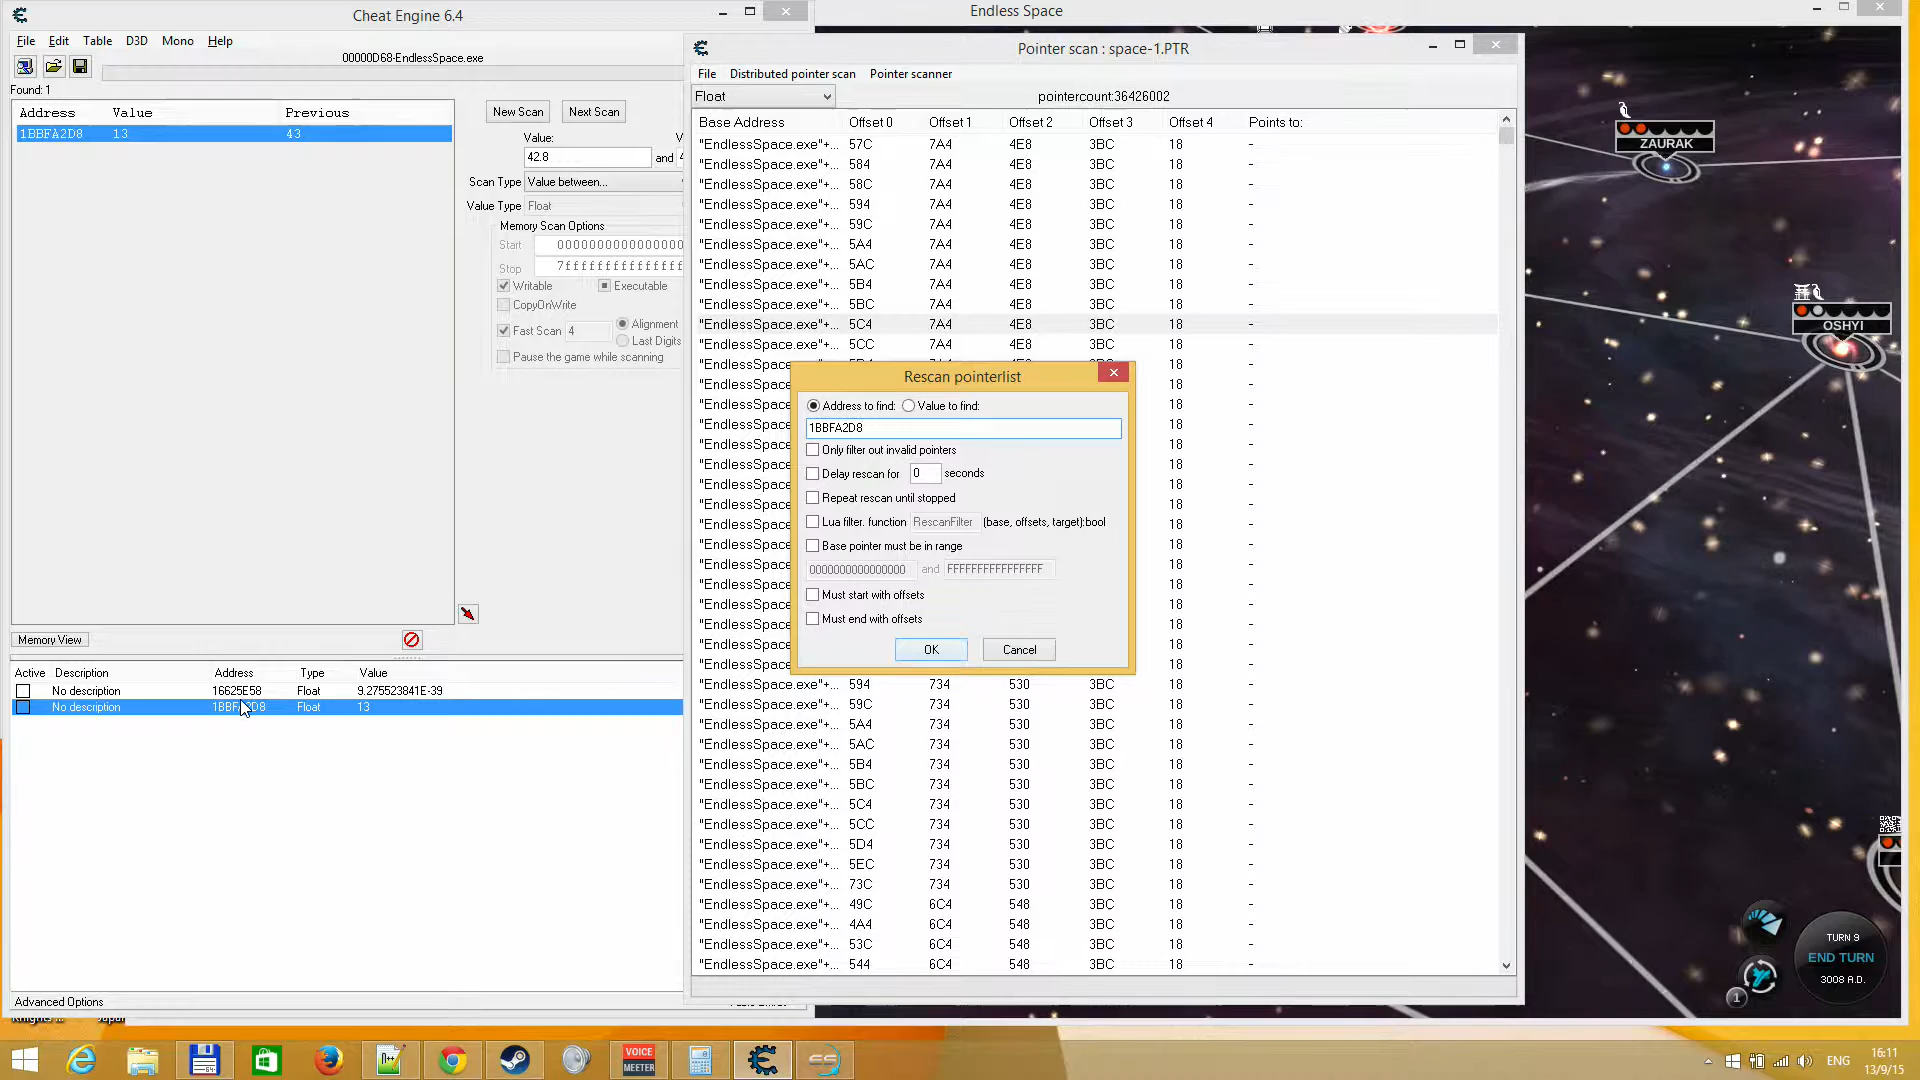 Cheat Engine 6.4
File Edit Table D3D Mono Help
00000D68-EndlessSpace.exe
Found: 1
Address Value Previous
1BBFA2D8 13 43
New Scan Next Scan
Value:
42.8 and
Scan Type Value between...
Value Type Float
Memory Scan Options
Start 0000000000000000
Stop 7fffffffffffffff
Writable Executable
CopyOnWrite
Fast Scan 4 Alignment
Last Digits
Pause the game while scanning
Memory View
Active Description Address Type Value
No description 16625E58 Float 9.275523841E-39
No description 1BBFA2D8 Float 13
Advanced Options
Endless Space
Pointer scan : space-1.PTR
File Distributed pointer scan Pointer scanner
Float pointercount:36426002
Base Address Offset 0 Offset 1 Offset 2 Offset 3 Offset 4 Points to:
"EndlessSpace.exe"+... 57C 7A4 4E8 3BC 18 -
"EndlessSpace.exe"+... 584 7A4 4E8 3BC 18 -
"EndlessSpace.exe"+... 58C 7A4 4E8 3BC 18 -
"EndlessSpace.exe"+... 594 7A4 4E8 3BC 18 -
"EndlessSpace.exe"+... 59C 7A4 4E8 3BC 18 -
"EndlessSpace.exe"+... 5A4 7A4 4E8 3BC 18 -
"EndlessSpace.exe"+... 5AC 7A4 4E8 3BC 18 -
"EndlessSpace.exe"+... 5B4 7A4 4E8 3BC 18 -
"EndlessSpace.exe"+... 5BC 7A4 4E8 3BC 18 -
"EndlessSpace.exe"+... 5C4 7A4 4E8 3BC 18 -
"EndlessSpace.exe"+... 5CC 7A4 4E8 3BC 18 -
Rescan pointerlist
Address to find: Value to find:
1BBFA2D8
Only filter out invalid pointers
Delay rescan for 0 seconds
Repeat rescan until stopped
Lua filter. function RescanFilter (base, offsets, target):bool
Base pointer must be in range
0000000000000000 and FFFFFFFFFFFFFFFF
Must start with offsets
Must end with offsets
OK Cancel
"EndlessSpace.exe"+... 594 734 530 3BC 18 -
"EndlessSpace.exe"+... 59C 734 530 3BC 18 -
"EndlessSpace.exe"+... 5A4 734 530 3BC 18 -
"EndlessSpace.exe"+... 5AC 734 530 3BC 18 -
"EndlessSpace.exe"+... 5B4 734 530 3BC 18 -
"EndlessSpace.exe"+... 5BC 734 530 3BC 18 -
"EndlessSpace.exe"+... 5C4 734 530 3BC 18 -
"EndlessSpace.exe"+... 5CC 734 530 3BC 18 -
"EndlessSpace.exe"+... 5D4 734 530 3BC 18 -
"EndlessSpace.exe"+... 5EC 734 530 3BC 18 -
"EndlessSpace.exe"+... 73C 734 530 3BC 18 -
"EndlessSpace.exe"+... 49C 6C4 548 3BC 18 -
"EndlessSpace.exe"+... 4A4 6C4 548 3BC 18 -
"EndlessSpace.exe"+... 53C 6C4 548 3BC 18 -
"EndlessSpace.exe"+... 544 6C4 548 3BC 18 -
ZAURAK
OSHYI
TURN 9
END TURN
3008 A.D.
1
VOICE
MEETER
ENG
16:11
13/9/15